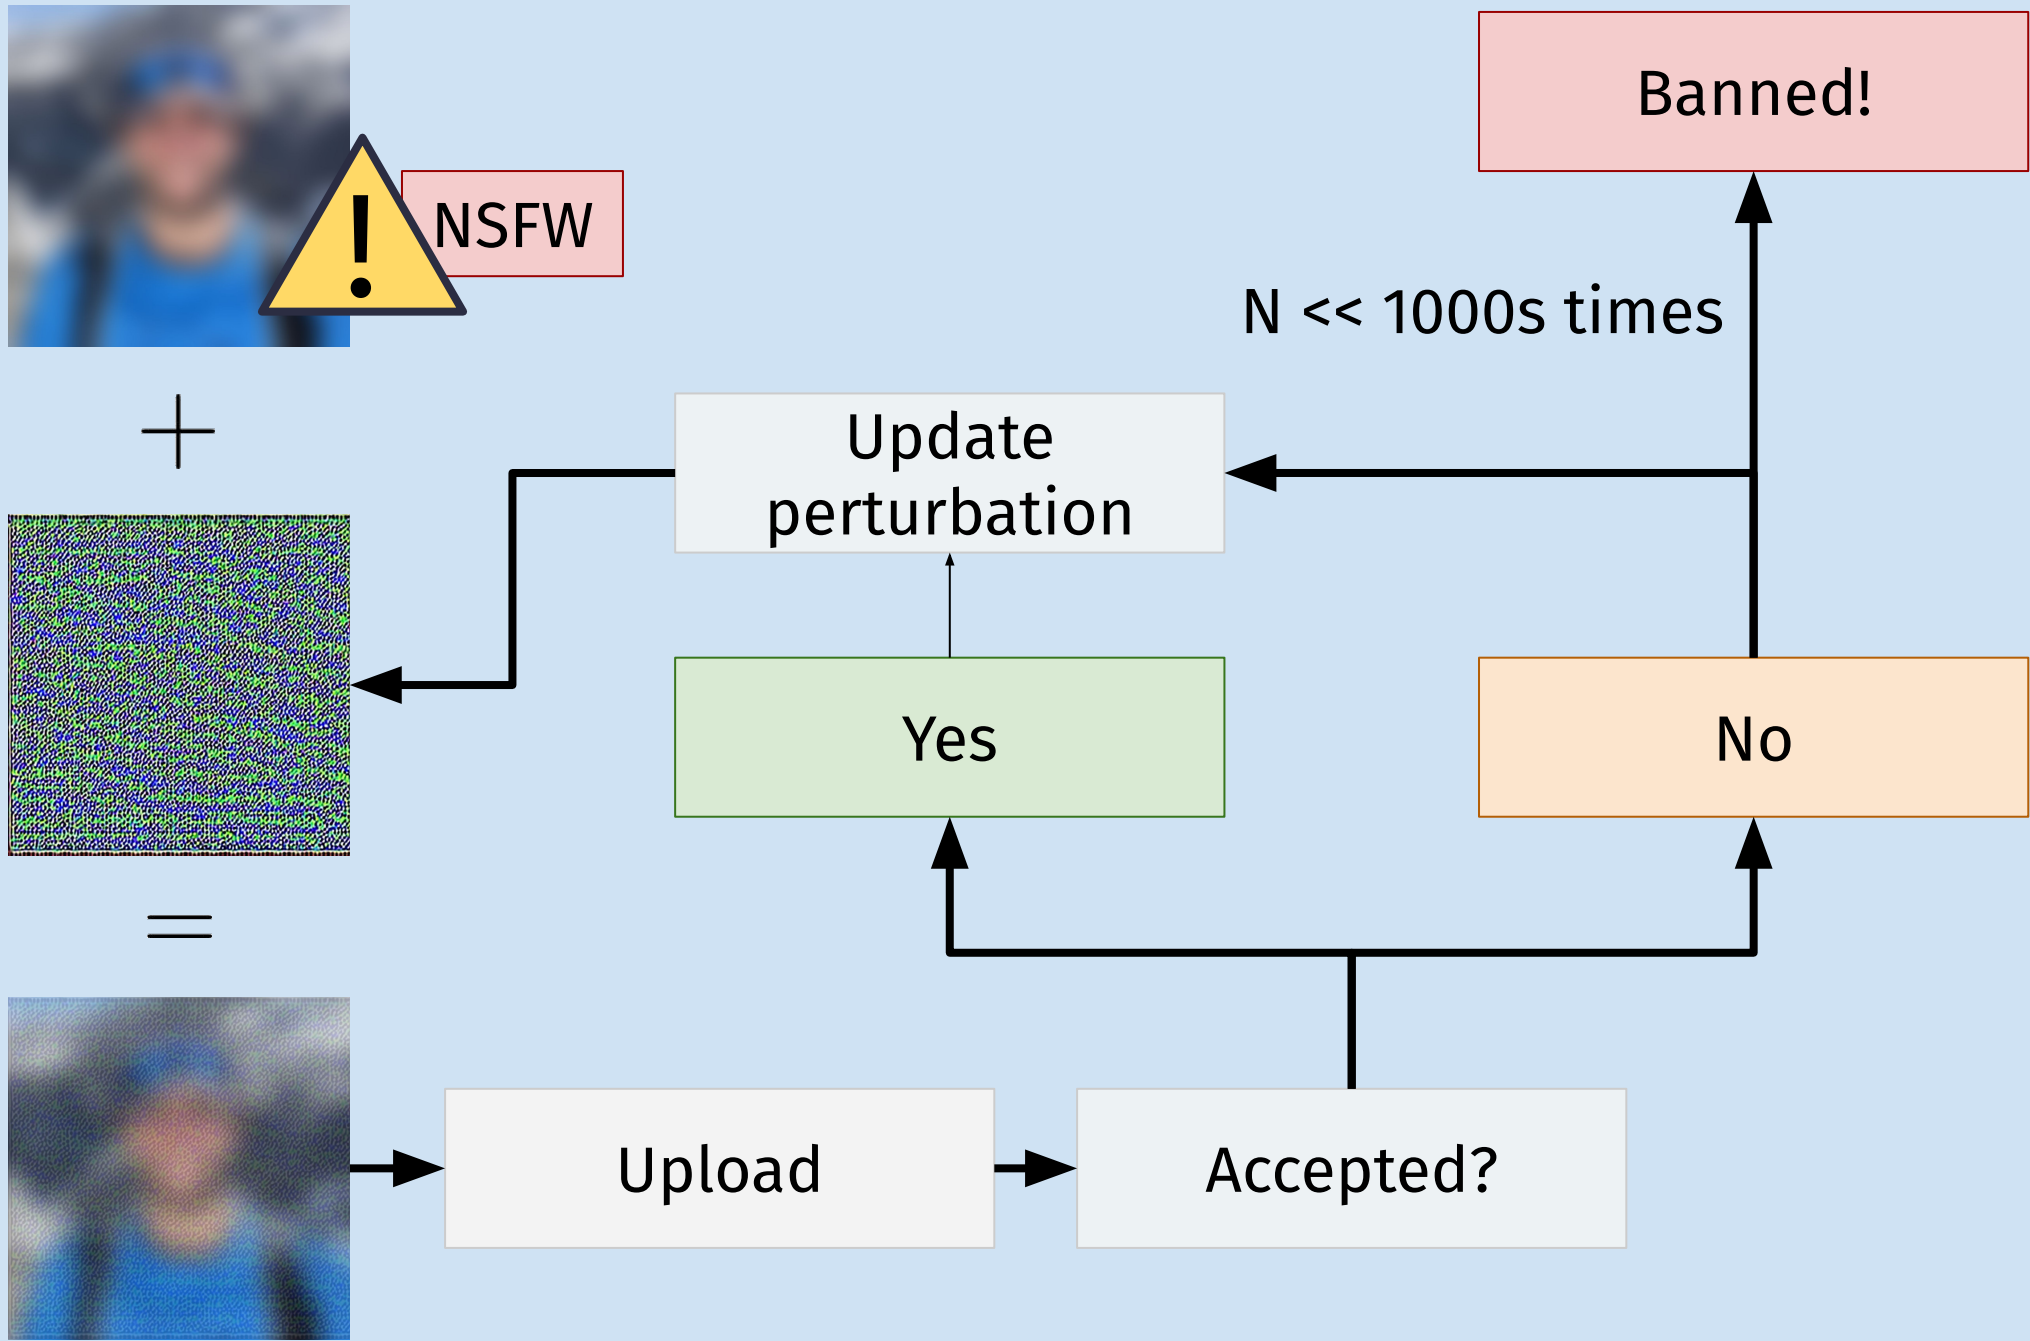 Banned!
!
NSFW
N << 1000s times
+
Update
perturbation
Yes
No
=
Upload
Accepted?